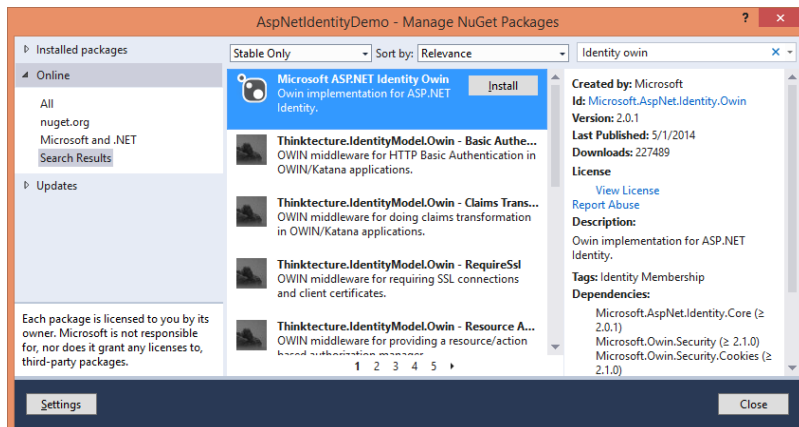 AspNetIdentityDemo - Manage NuGet Packages
? ×
Installed packages
Online
All
nuget.org
Microsoft and .NET
Search Results
Updates
Each package is licensed to you by its
owner. Microsoft is not responsible
for, nor does it grant any licenses to,
third-party packages.
Stable Only
Sort by: Relevance
Identity owin
Microsoft ASP.NET Identity Owin
Install
Owin implementation for ASP.NET
Identity.
Thinktecture.IdentityModel.Owin - Basic Authe...
OWIN middleware for HTTP Basic Authentication in
OWIN/Katana applications.
Thinktecture.IdentityModel.Owin - Claims Trans...
OWIN middleware for doing claims transformation
in OWIN/Katana applications.
Thinktecture.IdentityModel.Owin - RequireSsl
OWIN middleware for requiring SSL connections
and client certificates.
Thinktecture.IdentityModel.Owin - Resource A...
OWIN middleware for providing a resource/action
based authorization manager
1 2 3 4 5
Created by: Microsoft
Id: Microsoft.AspNet.Identity.Owin
Version: 2.0.1
Last Published: 5/1/2014
Downloads: 227489
License
View License
Report Abuse
Description:
Owin implementation for ASP.NET
Identity.
Tags: Identity Membership
Dependencies:
Microsoft.AspNet.Identity.Core (≥
2.0.1)
Microsoft.Owin.Security (≥ 2.1.0)
Microsoft.Owin.Security.Cookies (≥
2.1.0)
Settings
Close